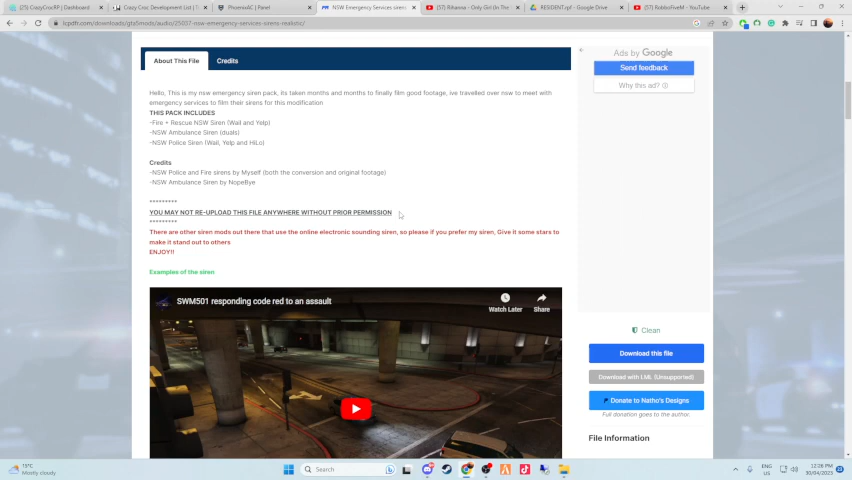 (25) CrazyCroc RP | Dashboard
Crazy Croc Development List | T
PhoenixAC | Panel
NSW Emergency Services sirens
(57) Rihanna - Only Girl (In The
RESIDENT.rpf - Google Drive
(57) RobbzFiveM - YouTube
lcpdfr.com/downloads/gta5mods/audio/25037-nsw-emergency-services-sirens-realistic/
About This File
Credits
Hello, This is my nsw emergency siren pack, its taken months and months to finally film good footage, ive travelled over nsw to meet with
emergency services to film their sirens for this modification
THIS PACK INCLUDES
-Fire + Rescue NSW Siren (Wail and Yelp)
-NSW Ambulance Siren (duals)
-NSW Police Siren (Wail, Yelp and HiLo)
Credits
-NSW Police and Fire sirens by Myself (both the conversion and original footage)
-NSW Ambulance Siren by NopeBye
*********
YOU MAY NOT RE-UPLOAD THIS FILE ANYWHERE WITHOUT PRIOR PERMISSION
*********
There are other siren mods out there that use the online electronic sounding siren, so please if you prefer my siren, Give it some stars to
make it stand out to others
ENJOY!!
Examples of the siren
SWM501 responding code red to an assault
Watch Later
Share
Ads by Google
Send feedback
Why this ad?
Clean
Download this file
Download with LML (Unsupported)
Donate to Natho's Designs
Full donation goes to the author.
File Information
15°C
Mostly cloudy
Search
ENG
US
12:26 PM
30/04/2023